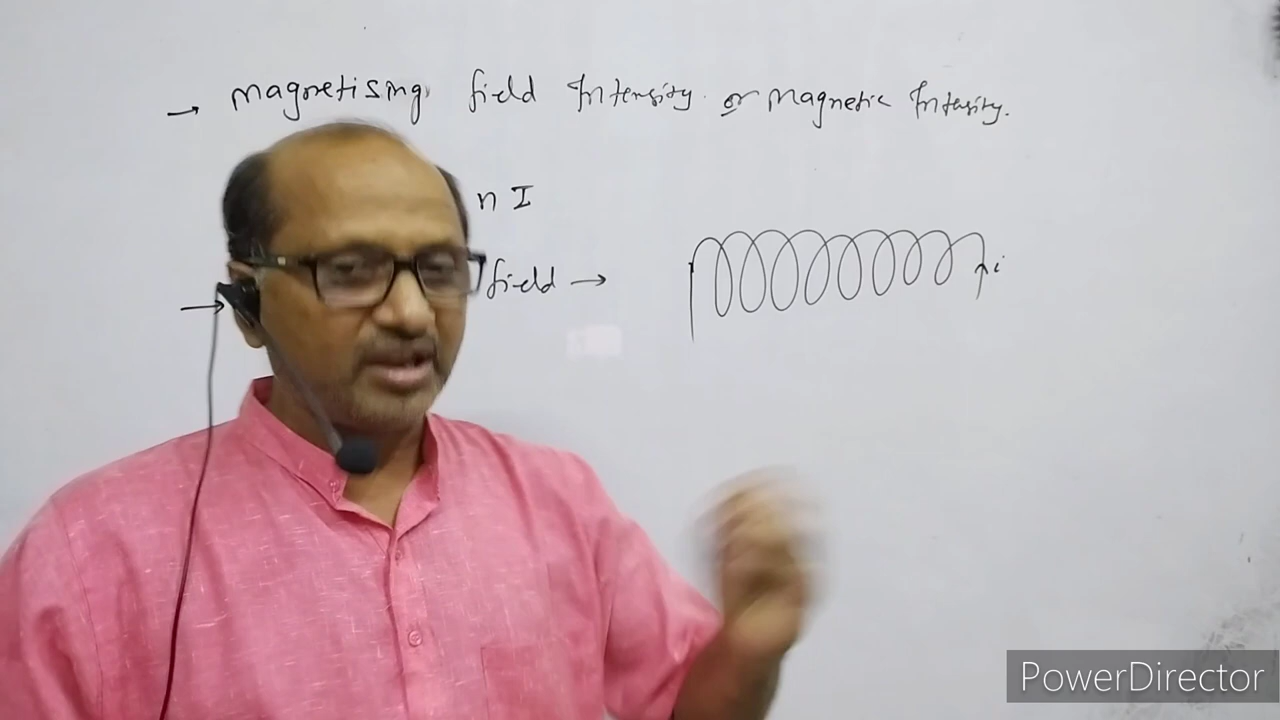 → magnetising field Intensity or magnetic Intensity.
n I
→ field →
i
PowerDirector